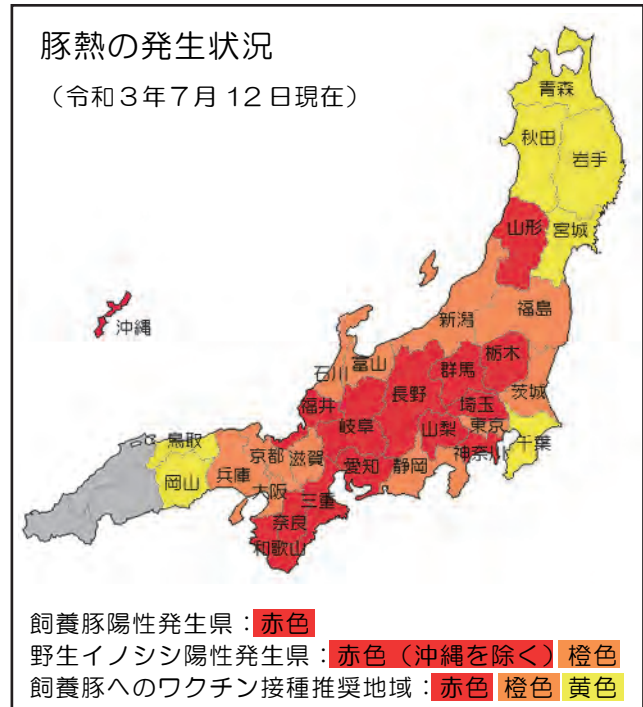 豚熱の発生状況
（令和３年７月 12 日現在）
青森
秋田
岩手
山形
宮城
沖縄
新潟
福島
石川
富山
栃木
群馬
長野
福井
茨城
埼玉
岐阜
山梨
東京
千葉
神奈川
鳥取
京都
滋賀
愛知
静岡
岡山
兵庫
大阪
三重
奈良
和歌山
飼養豚陽性発生県：赤色
野生イノシシ陽性発生県：赤色（沖縄を除く） 橙色
飼養豚へのワクチン接種推奨地域：赤色 橙色 黄色